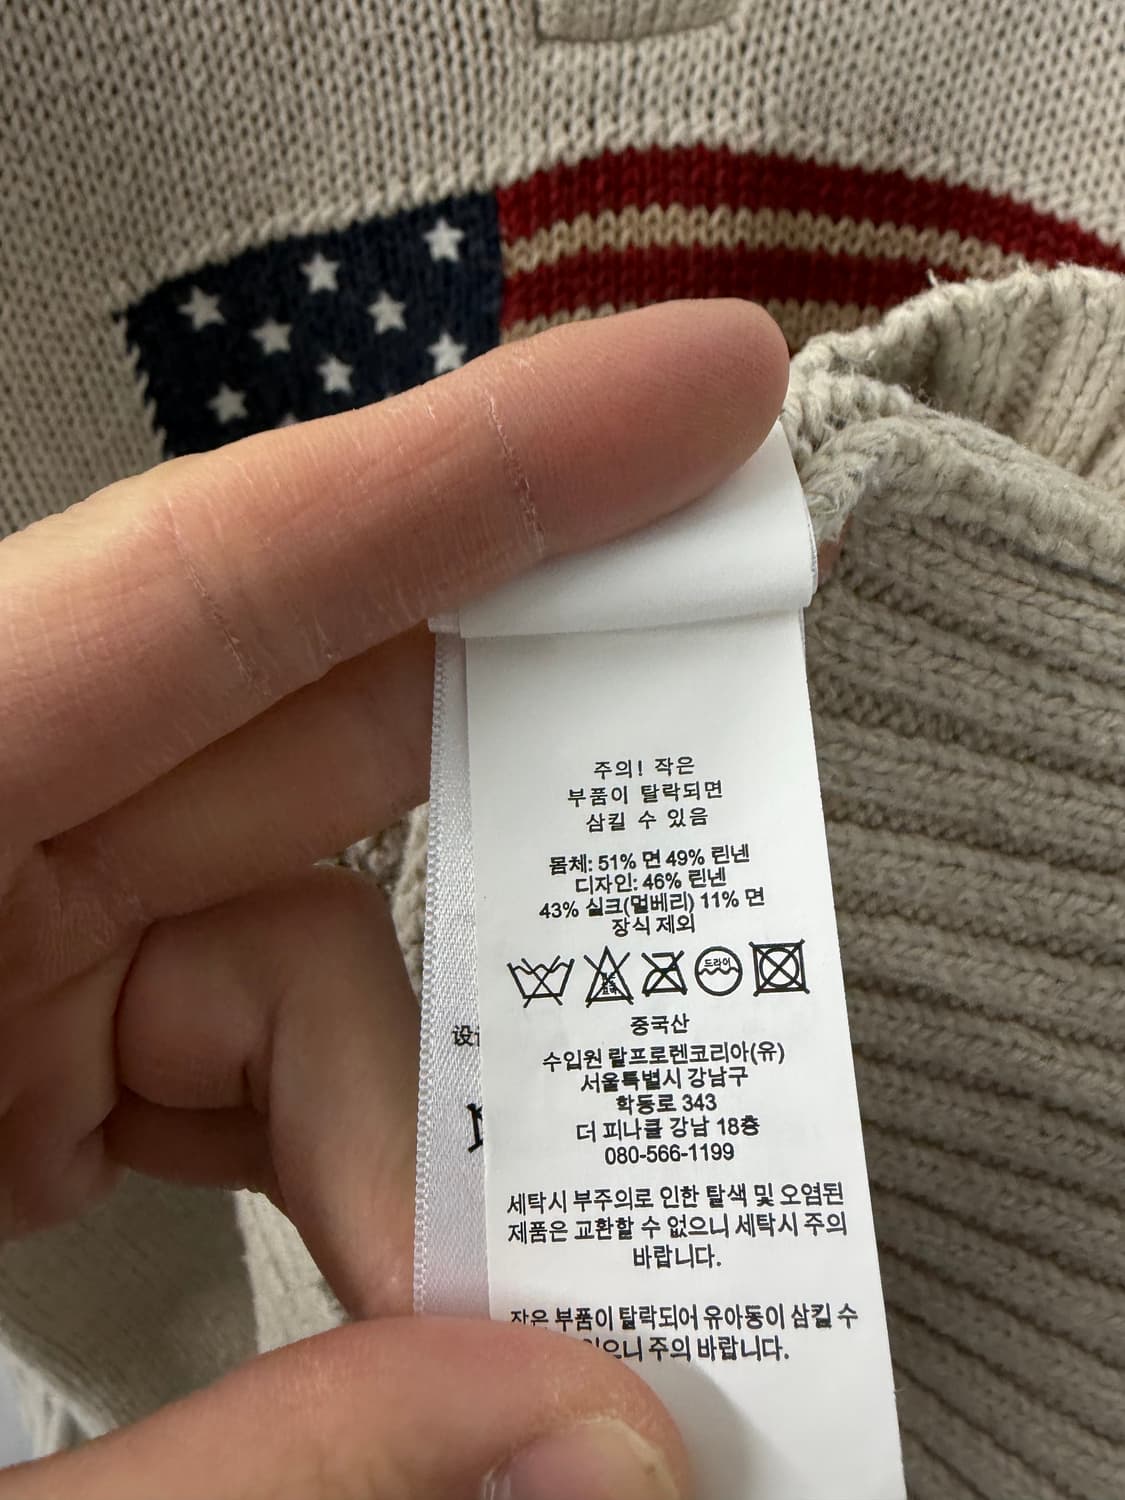 주의! 작은
부품이 탈락되면
삼킬 수 있음
몸체: 51% 면 49% 린넨
디자인: 46% 린넨
43% 실크(멀베리) 11% 면
장식 제외
드라이
중국산
수입원 랄프로렌코리아(유)
서울특별시 강남구
학동로 343
더 피나클 강남 18층
080-566-1199
세탁시 부주의로 인한 탈색 및 오염된
제품은 교환할 수 없으니 세탁시 주의
바랍니다.
작은 부품이 탈락되어 유아동이 삼킬 수
있으니 주의 바랍니다.
设